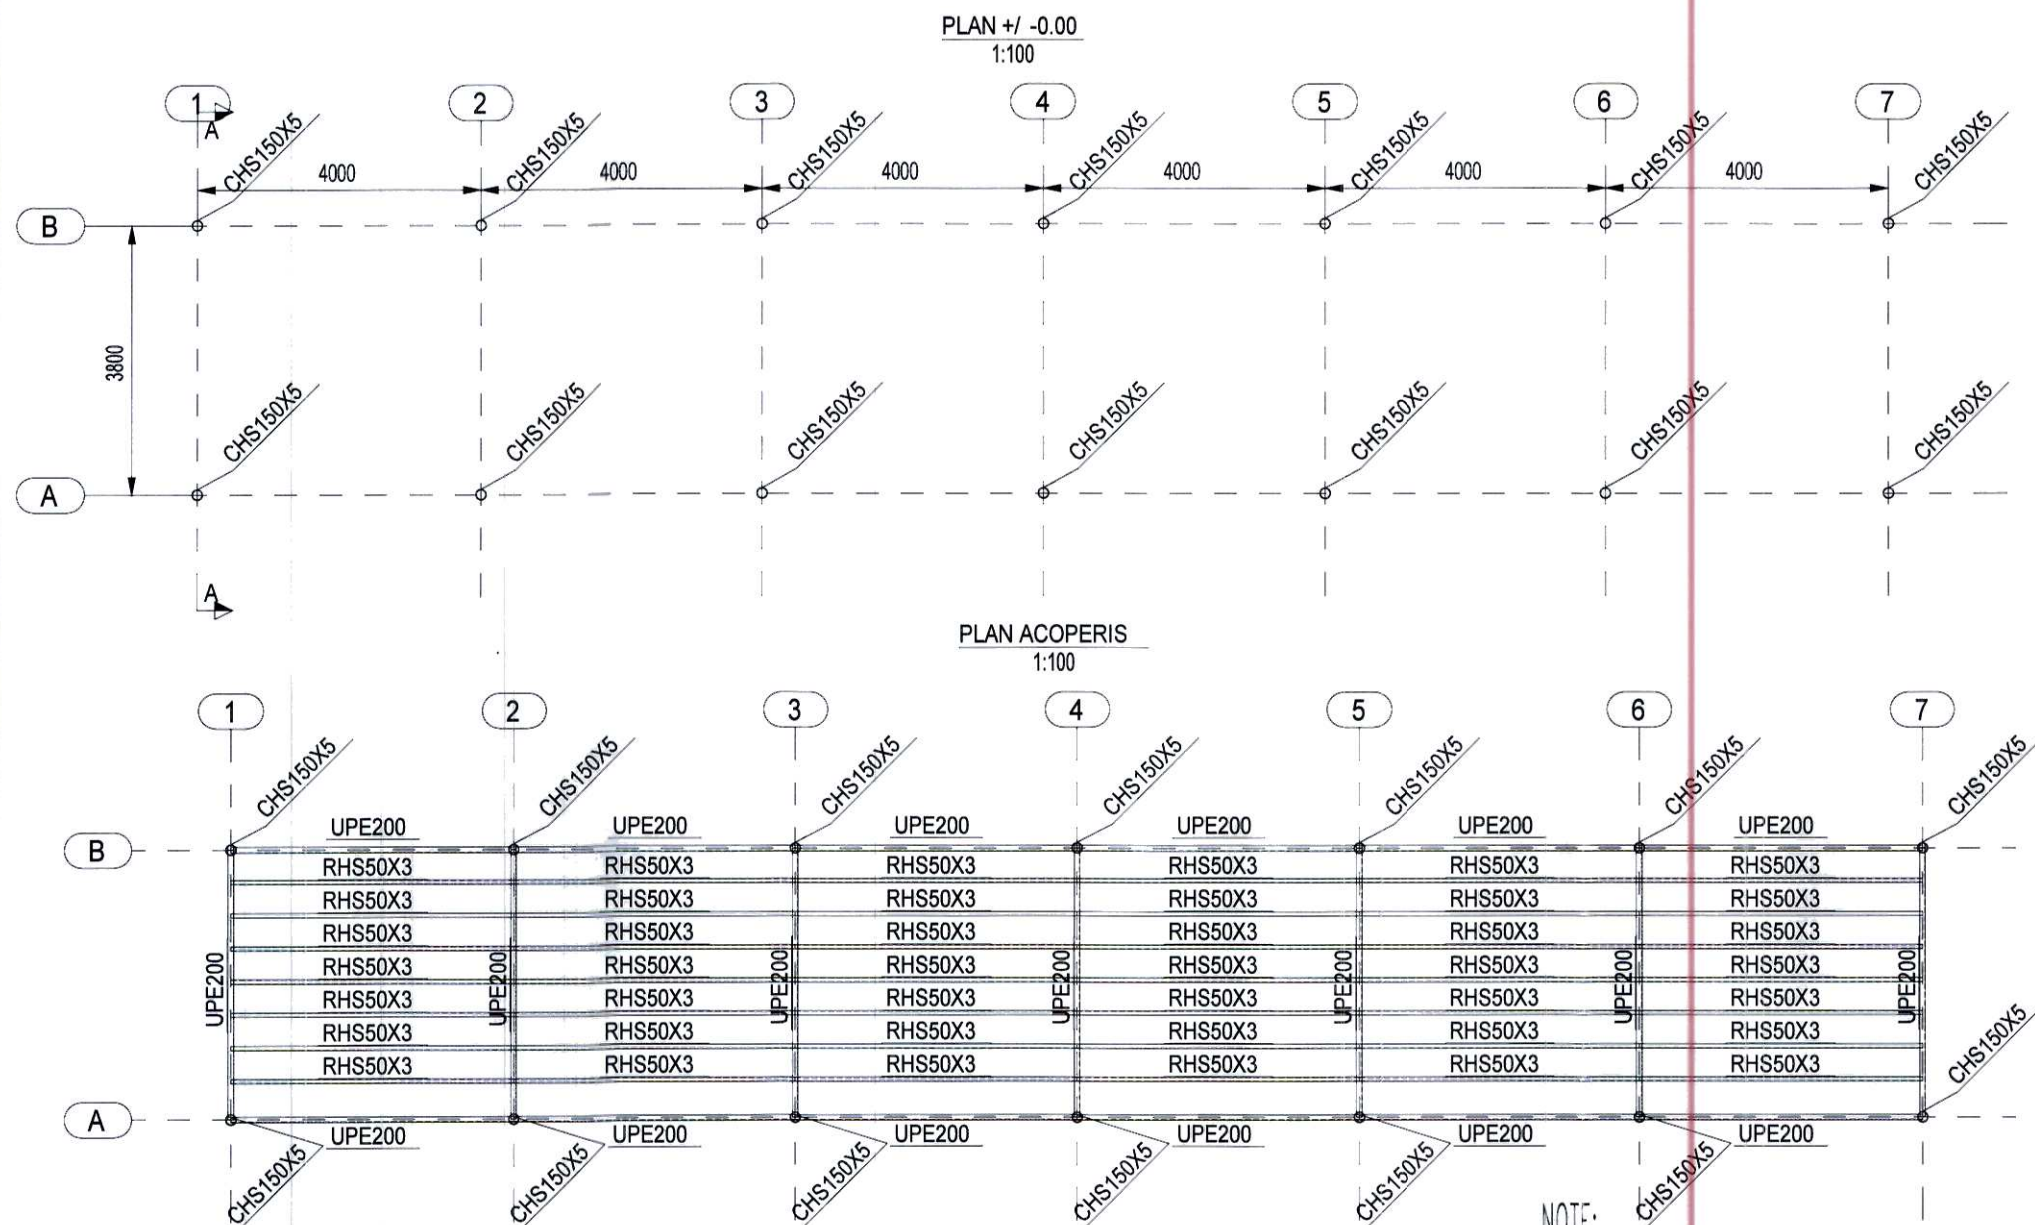 PLAN +/ -0.00
1:100
1 2 3 4 5 6 7
A
CHS150X5 CHS150X5 CHS150X5 CHS150X5 CHS150X5 CHS150X5 CHS150X5
4000 4000 4000 4000 4000 4000
B
3800
CHS150X5 CHS150X5 CHS150X5 CHS150X5 CHS150X5 CHS150X5 CHS150X5
A
A
PLAN ACOPERIS
1:100
1 2 3 4 5 6 7
CHS150X5 CHS150X5 CHS150X5 CHS150X5 CHS150X5 CHS150X5 CHS150X5
UPE200 UPE200 UPE200 UPE200 UPE200 UPE200
B
RHS50X3 RHS50X3 RHS50X3 RHS50X3 RHS50X3 RHS50X3
RHS50X3 RHS50X3 RHS50X3 RHS50X3 RHS50X3 RHS50X3
RHS50X3 RHS50X3 RHS50X3 RHS50X3 RHS50X3 RHS50X3
RHS50X3 RHS50X3 RHS50X3 RHS50X3 RHS50X3 RHS50X3
UPE200 UPE200 UPE200 UPE200 UPE200 UPE200 UPE200
RHS50X3 RHS50X3 RHS50X3 RHS50X3 RHS50X3 RHS50X3
RHS50X3 RHS50X3 RHS50X3 RHS50X3 RHS50X3 RHS50X3
RHS50X3 RHS50X3 RHS50X3 RHS50X3 RHS50X3 RHS50X3
CHS150X5
A
UPE200 UPE200 UPE200 UPE200 UPE200 UPE200
CHS150X5 CHS150X5 CHS150X5 CHS150X5 CHS150X5 CHS150X5
NOTE: